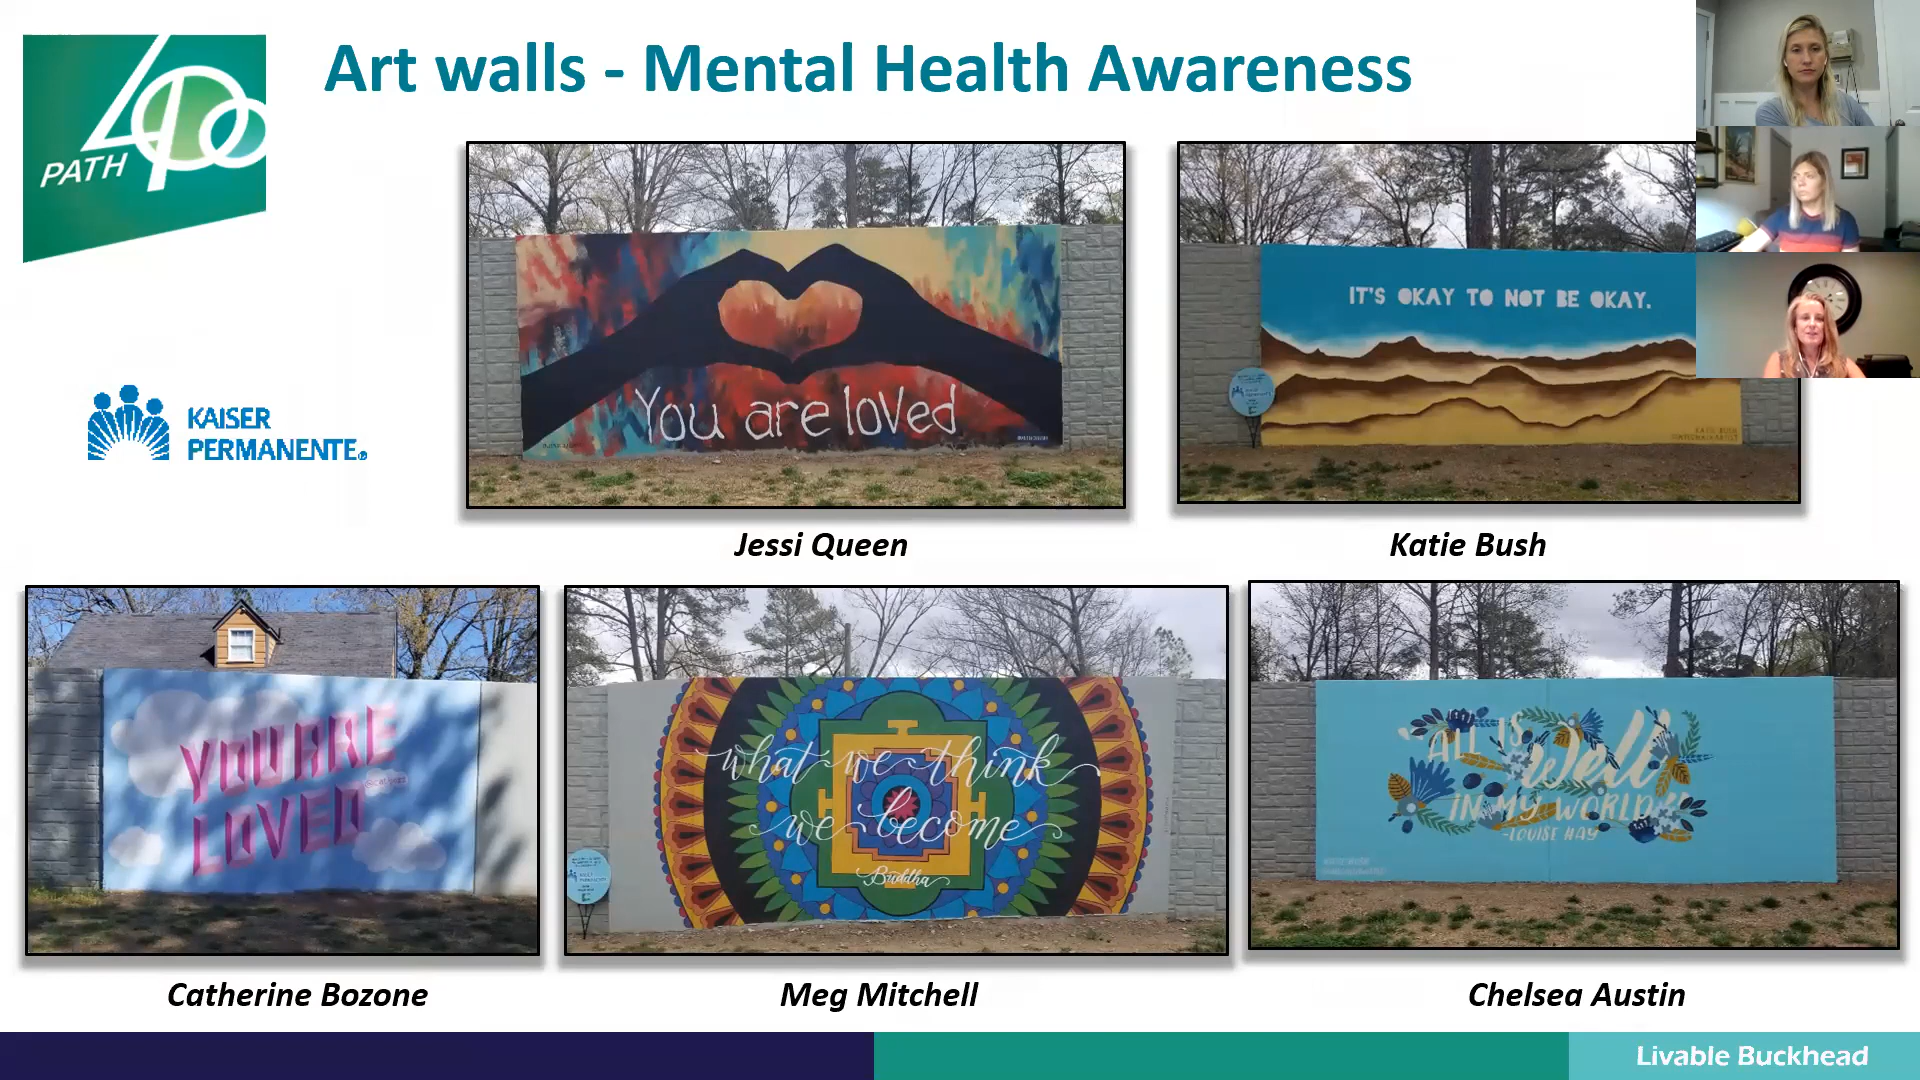 Art walls - Mental Health Awareness
PATH
400
KAISER
PERMANENTE®
You are loved
Jessi Queen
IT'S OKAY TO NOT BE OKAY.
KATIE BUSH
Katie Bush
YOU ARE
LOVED
Catherine Bozone
what we think
we become
Buddha
Meg Mitchell
ALL IS
Well
IN MY WORLD
-LOUISE HAY
Chelsea Austin
Livable Buckhead